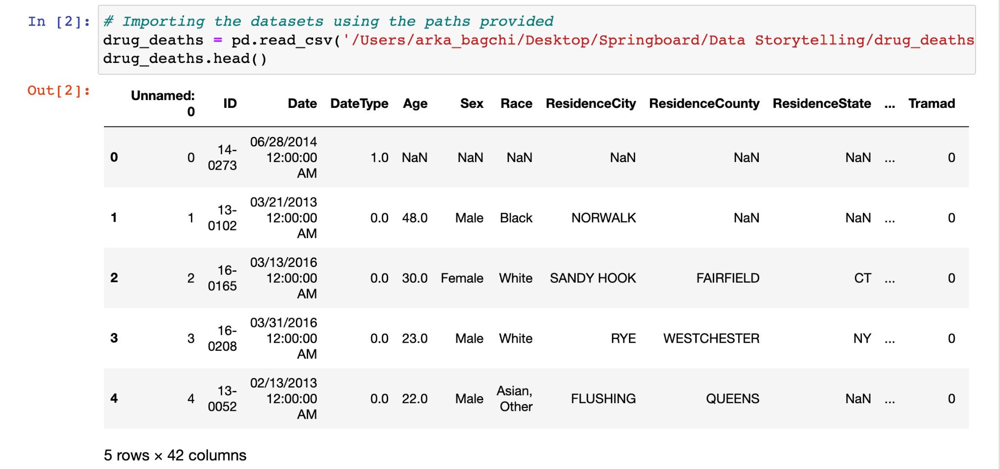 In [2]: # Importing the datasets using the paths provided
drug_deaths = pd.read_csv('/Users/arka_bagchi/Desktop/Springboard/Data Storytelling/drug_deaths
drug_deaths.head()
Out[2]:
Unnamed: 0 ID Date DateType Age Sex Race ResidenceCity ResidenceCounty ResidenceState ... Tramad
0 0 14-0273 06/28/2014 12:00:00 AM 1.0 NaN NaN NaN NaN NaN NaN ... 0
1 1 13-0102 03/21/2013 12:00:00 AM 0.0 48.0 Male Black NORWALK NaN NaN ... 0
2 2 16-0165 03/13/2016 12:00:00 AM 0.0 30.0 Female White SANDY HOOK FAIRFIELD CT ... 0
3 3 16-0208 03/31/2016 12:00:00 AM 0.0 23.0 Male White RYE WESTCHESTER NY ... 0
4 4 13-0052 02/13/2013 12:00:00 AM 0.0 22.0 Male Asian, Other FLUSHING QUEENS NaN ... 0
5 rows × 42 columns